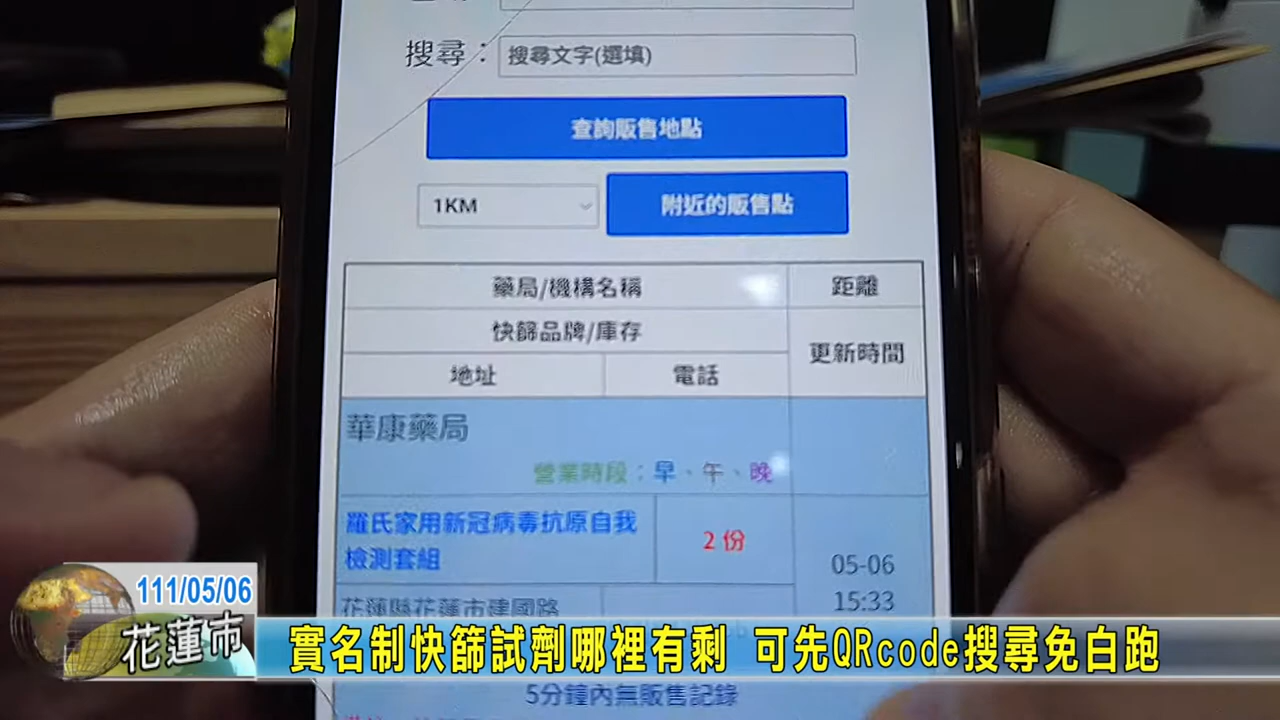 搜尋：
搜尋文字(選填)
查詢販售地點
1KM
附近的販售點
藥局/機構名稱
距離
快篩品牌/庫存
更新時間
地址
電話
華康藥局
營業時段：早、午、晚
羅氏家用新冠病毒抗原自我
檢測套組
2 份
05-06
15:33
花蓮縣花蓮市建國路
111/05/06
花蓮市
實名制快篩試劑哪裡有剩 可先QRcode搜尋免白跑
5分鐘內無販售記錄